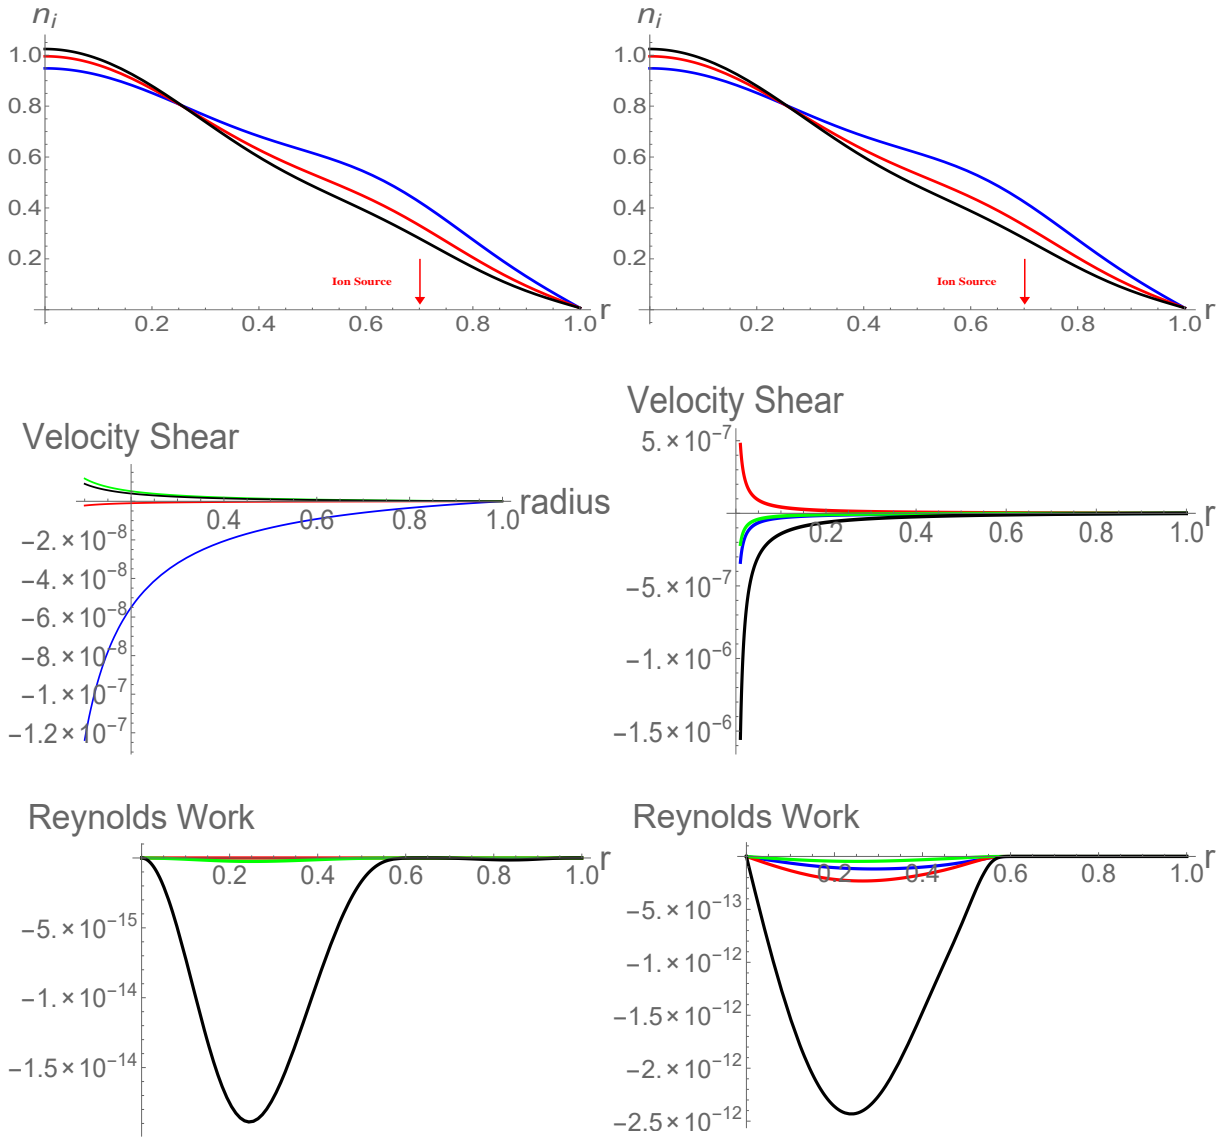 n_i
1.0
0.8
0.6
0.4
0.2
Ion Source
0.2 0.4 0.6 0.8 1.0 r
n_i
1.0
0.8
0.6
0.4
0.2
Ion Source
0.2 0.4 0.6 0.8 1.0 r
Velocity Shear
0.4 0.6 0.8 1.0 radius
−2.×10^−8
−4.×10^−8
−6.×10^−8
−8.×10^−8
−1.×10^−7
−1.2×10^−7
Velocity Shear
5.×10^−7
0.2 0.4 0.6 0.8 1.0 r
−5.×10^−7
−1.×10^−6
−1.5×10^−6
Reynolds Work
0.2 0.4 0.6 0.8 1.0 r
−5.×10^−15
−1.×10^−14
−1.5×10^−14
Reynolds Work
0.2 0.4 0.6 0.8 1.0 r
−5.×10^−13
−1.×10^−12
−1.5×10^−12
−2.×10^−12
−2.5×10^−12